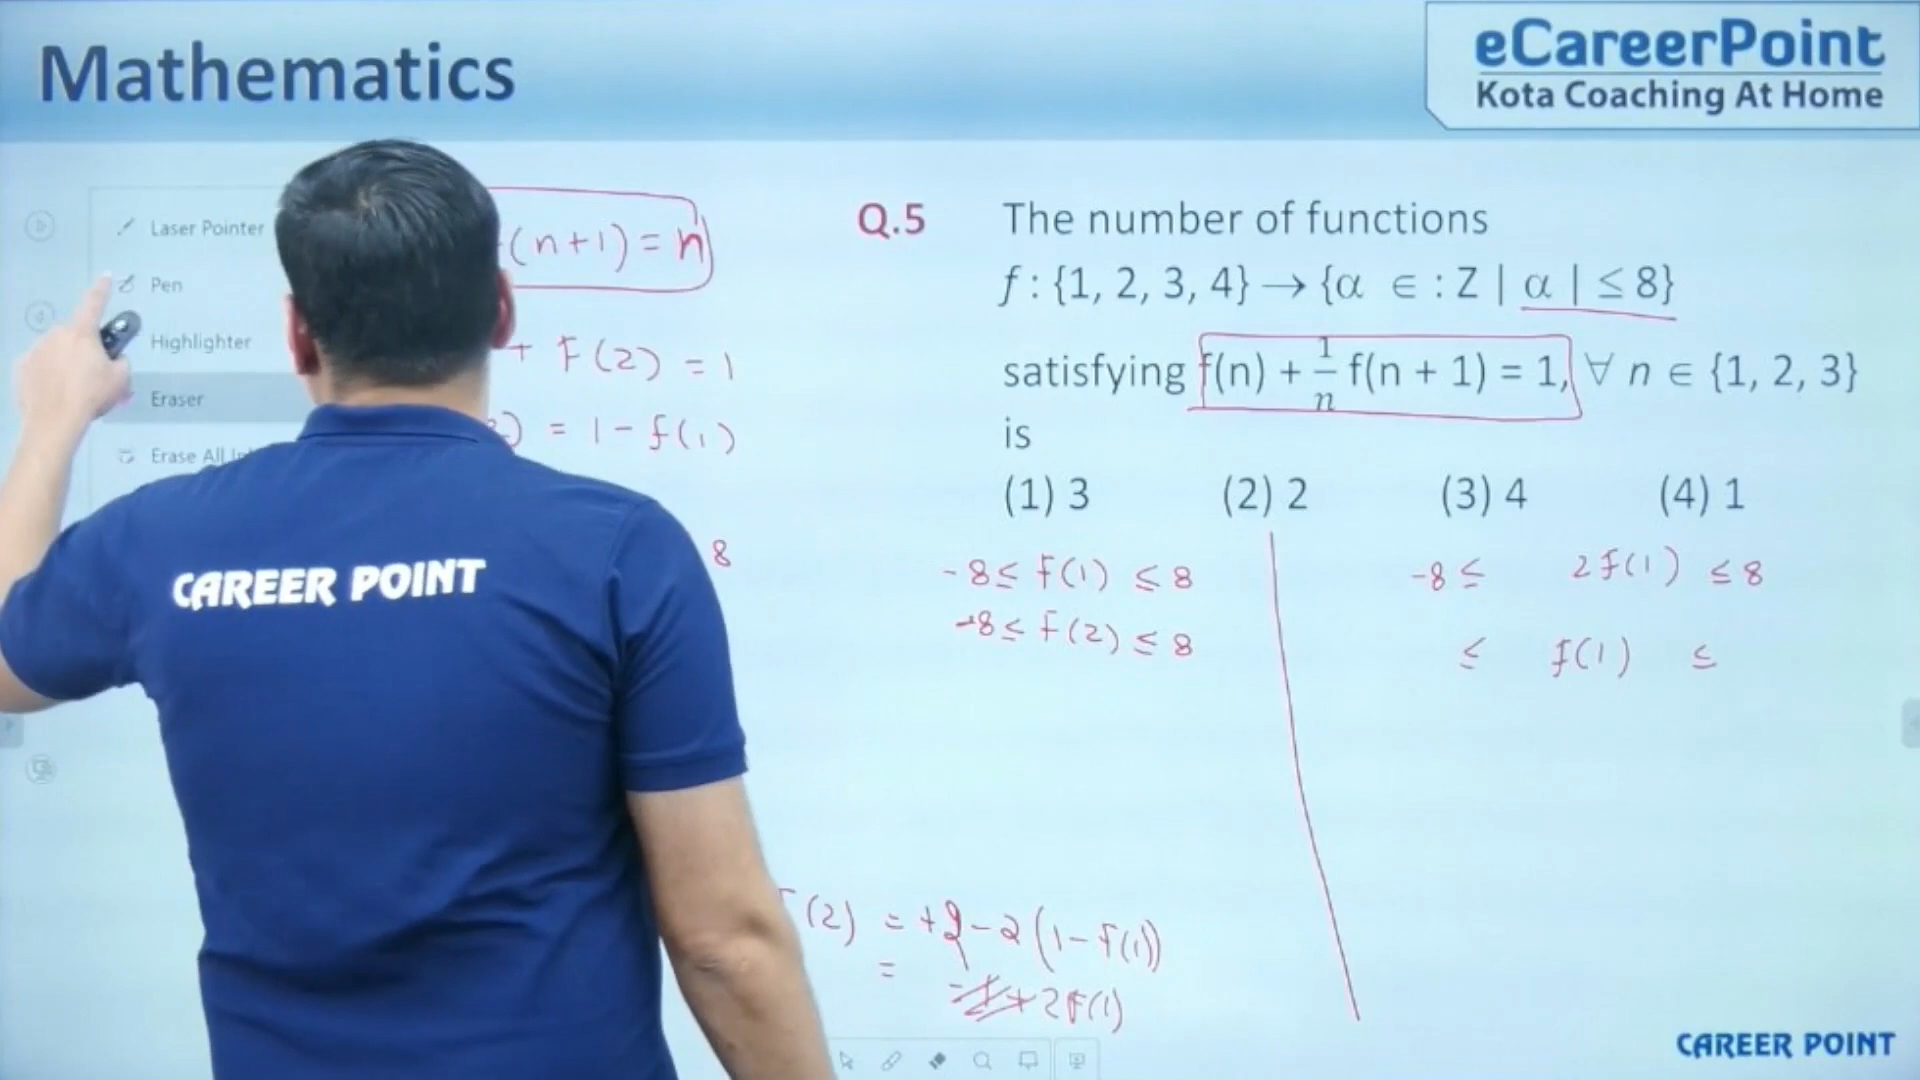 Mathematics
eCareerPoint
Kota Coaching At Home
Laser Pointer
Pen
Highlighter
Eraser
Erase All
(n+1) = n
+ F(2) = 1
) = 1 - f(1)
8
Q.5 The number of functions
f : {1, 2, 3, 4} → {α ∈ : Z | α | ≤ 8}
satisfying f(n) + 1/n f(n + 1) = 1, ∀ n ∈ {1, 2, 3}
is
(1) 3 (2) 2 (3) 4 (4) 1
-8 ≤ F(1) ≤ 8
-8 ≤ F(2) ≤ 8
-8 ≤ 2f(1) ≤ 8
≤ f(1) ≤
(2) = +2-2(1-f(1))
=
+2F(1)
CAREER POINT
CAREER POINT